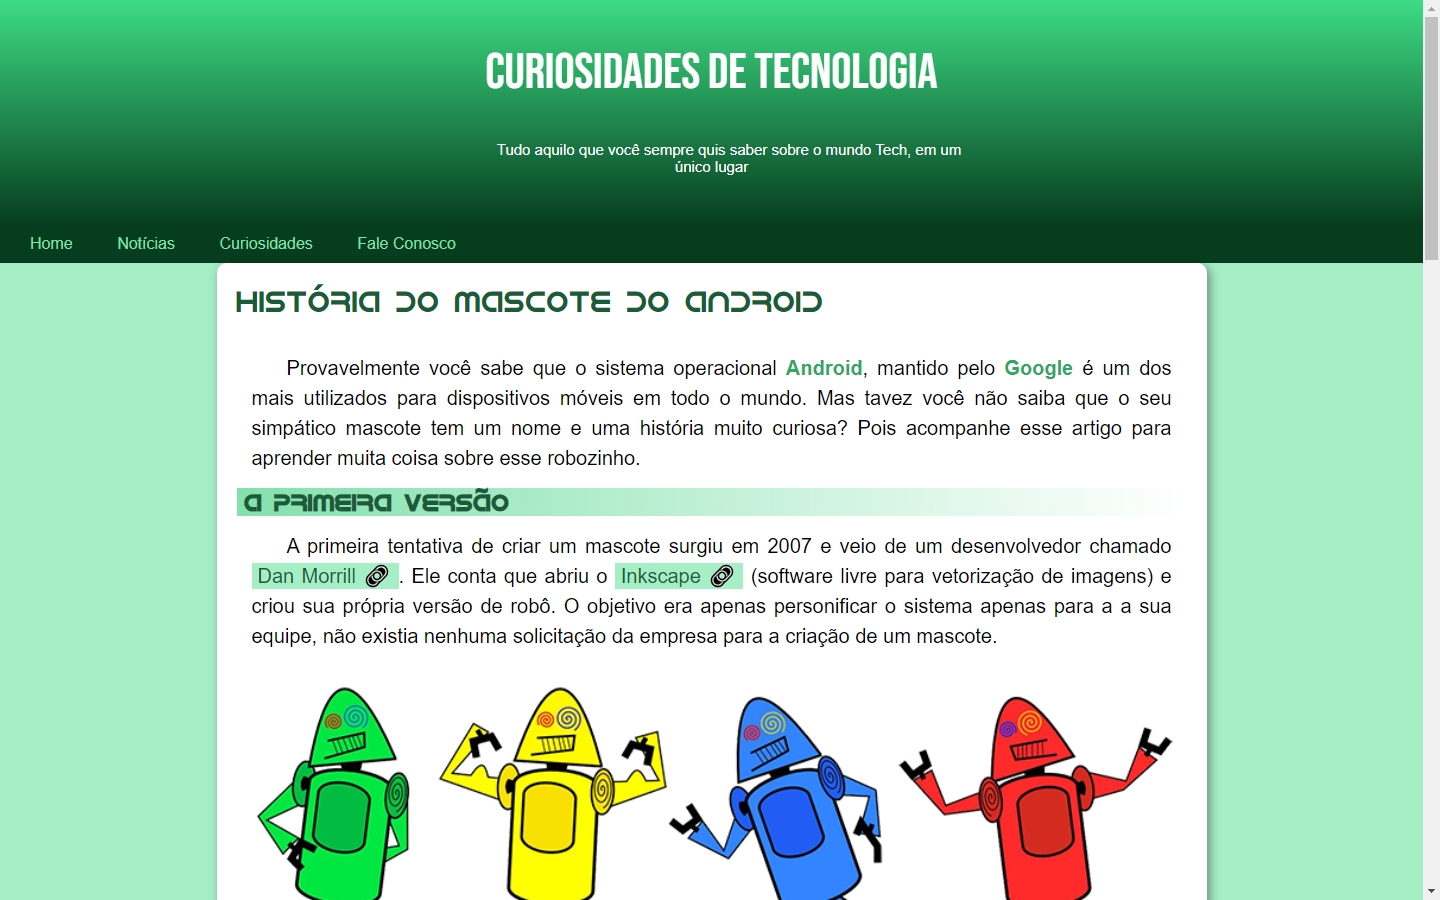 CURIOSIDADES DE TECNOLOGIA
Tudo aquilo que você sempre quis saber sobre o mundo Tech, em um
único lugar
Home Notícias Curiosidades Fale Conosco
HISTÓRIA DO MASCOTE DO ANDROID
Provavelmente você sabe que o sistema operacional Android, mantido pelo Google é um dos
mais utilizados para dispositivos móveis em todo o mundo. Mas tavez você não saiba que o seu
simpático mascote tem um nome e uma história muito curiosa? Pois acompanhe esse artigo para
aprender muita coisa sobre esse robozinho.
A PRIMEIRA VERSÃO
A primeira tentativa de criar um mascote surgiu em 2007 e veio de um desenvolvedor chamado
Dan Morrill . Ele conta que abriu o Inkscape (software livre para vetorização de imagens) e
criou sua própria versão de robô. O objetivo era apenas personificar o sistema apenas para a a sua
equipe, não existia nenhuma solicitação da empresa para a criação de um mascote.